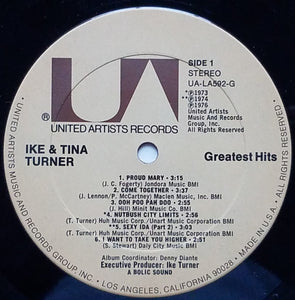 UA
®
UNITED ARTISTS RECORDS
SIDE 1
STEREO
UA-LA592-G
*℗1973
**℗1974
℗1976
United Artists
Music And Records
Group, Inc.
All Rights Reserved
IKE & TINA
TURNER
Greatest Hits
1. PROUD MARY - 3:15
(J. C. Fogerty) Jondora Music BMI
2. COME TOGETHER - 3:37
(J. Lennon/P. McCartney) Maclen Music, Inc. BMI
3. OOH POO PAH DOO - 3:31
(J. Hill) Minit Music Co. BMI
*4. NUTBUSH CITY LIMITS - 2:56
(T. Turner) Huh Music Corp./Unart Music Corporation BMI
**5. SEXY IDA (Part 2) - 3:03
(T. Turner) Huh Music Corp./Unart Music Corporation BMI
6. I WANT TO TAKE YOU HIGHER - 2:52
(S. Stewart) Daly City Music BMI
Album Coordinator: Denny Diante
Executive Producer: Ike Turner
A BOLIC SOUND
UNITED ARTISTS MUSIC AND RECORDS GROUP INC. LOS ANGELES, CALIFORNIA 90028 • MADE IN U.S.A.